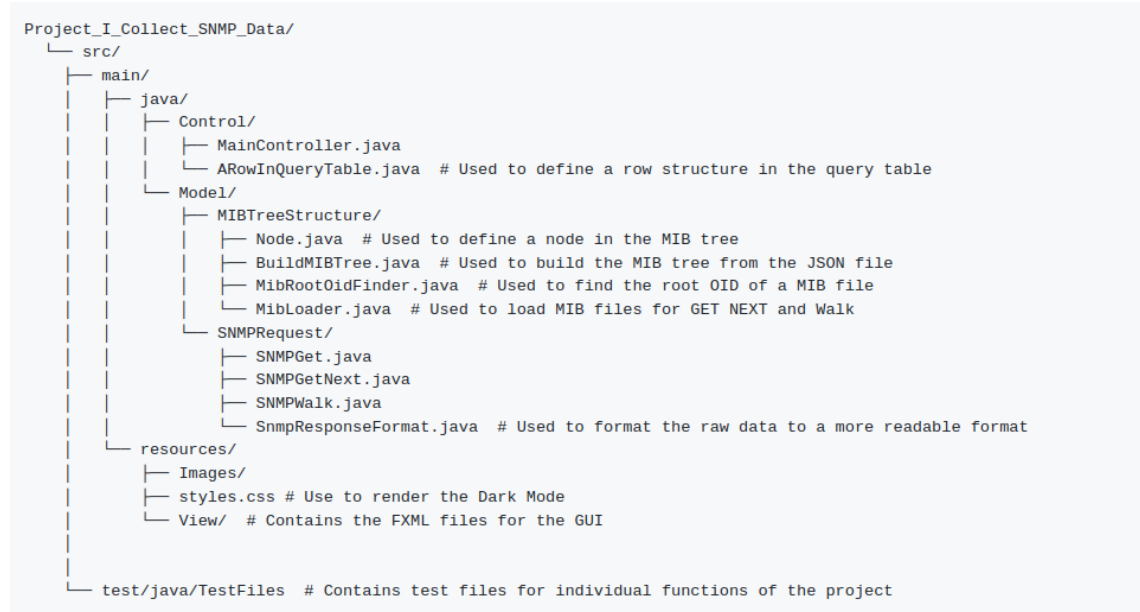 Project_I_Collect_SNMP_Data/
└── src/
├── main/
│   ├── java/
│   │   ├── Control/
│   │   │   ├── MainController.java
│   │   │   └── ARowInQueryTable.java  # Used to define a row structure in the query table
│   │   └── Model/
│   │       ├── MIBTreeStructure/
│   │       │   ├── Node.java  # Used to define a node in the MIB tree
│   │       │   ├── BuildMIBTree.java  # Used to build the MIB tree from the JSON file
│   │       │   ├── MibRootOidFinder.java  # Used to find the root OID of a MIB file
│   │       │   └── MibLoader.java  # Used to load MIB files for GET NEXT and Walk
│   │       └── SNMPRequest/
│   │           ├── SNMPGet.java
│   │           ├── SNMPGetNext.java
│   │           ├── SNMPWalk.java
│   │           └── SnmpResponseFormat.java  # Used to format the raw data to a more readable format
│   └── resources/
│       ├── Images/
│       ├── styles.css # Use to render the Dark Mode
│       └── View/  # Contains the FXML files for the GUI
│
│
└── test/java/TestFiles  # Contains test files for individual functions of the project